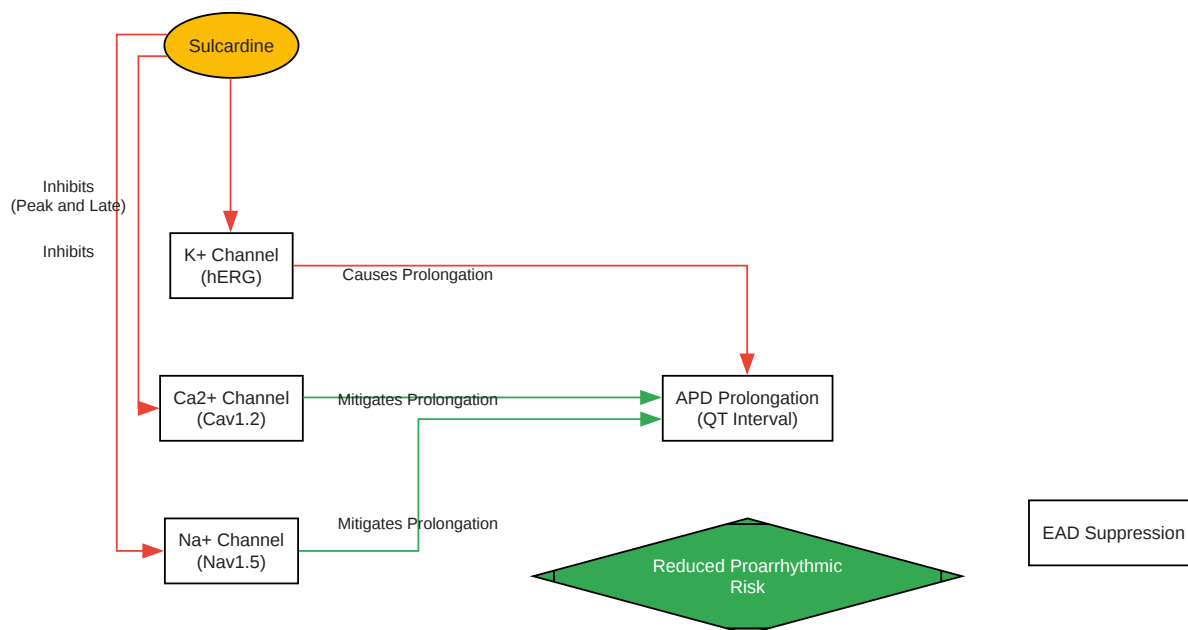 Sulcardine
Inhibits
(Peak and Late)
Inhibits
K+ Channel
(hERG)
Causes Prolongation
Ca2+ Channel
(Cav1.2)
Mitigates Prolongation
APD Prolongation
(QT Interval)
Na+ Channel
(Nav1.5)
Mitigates Prolongation
Reduced Proarrhythmic
Risk
EAD Suppression